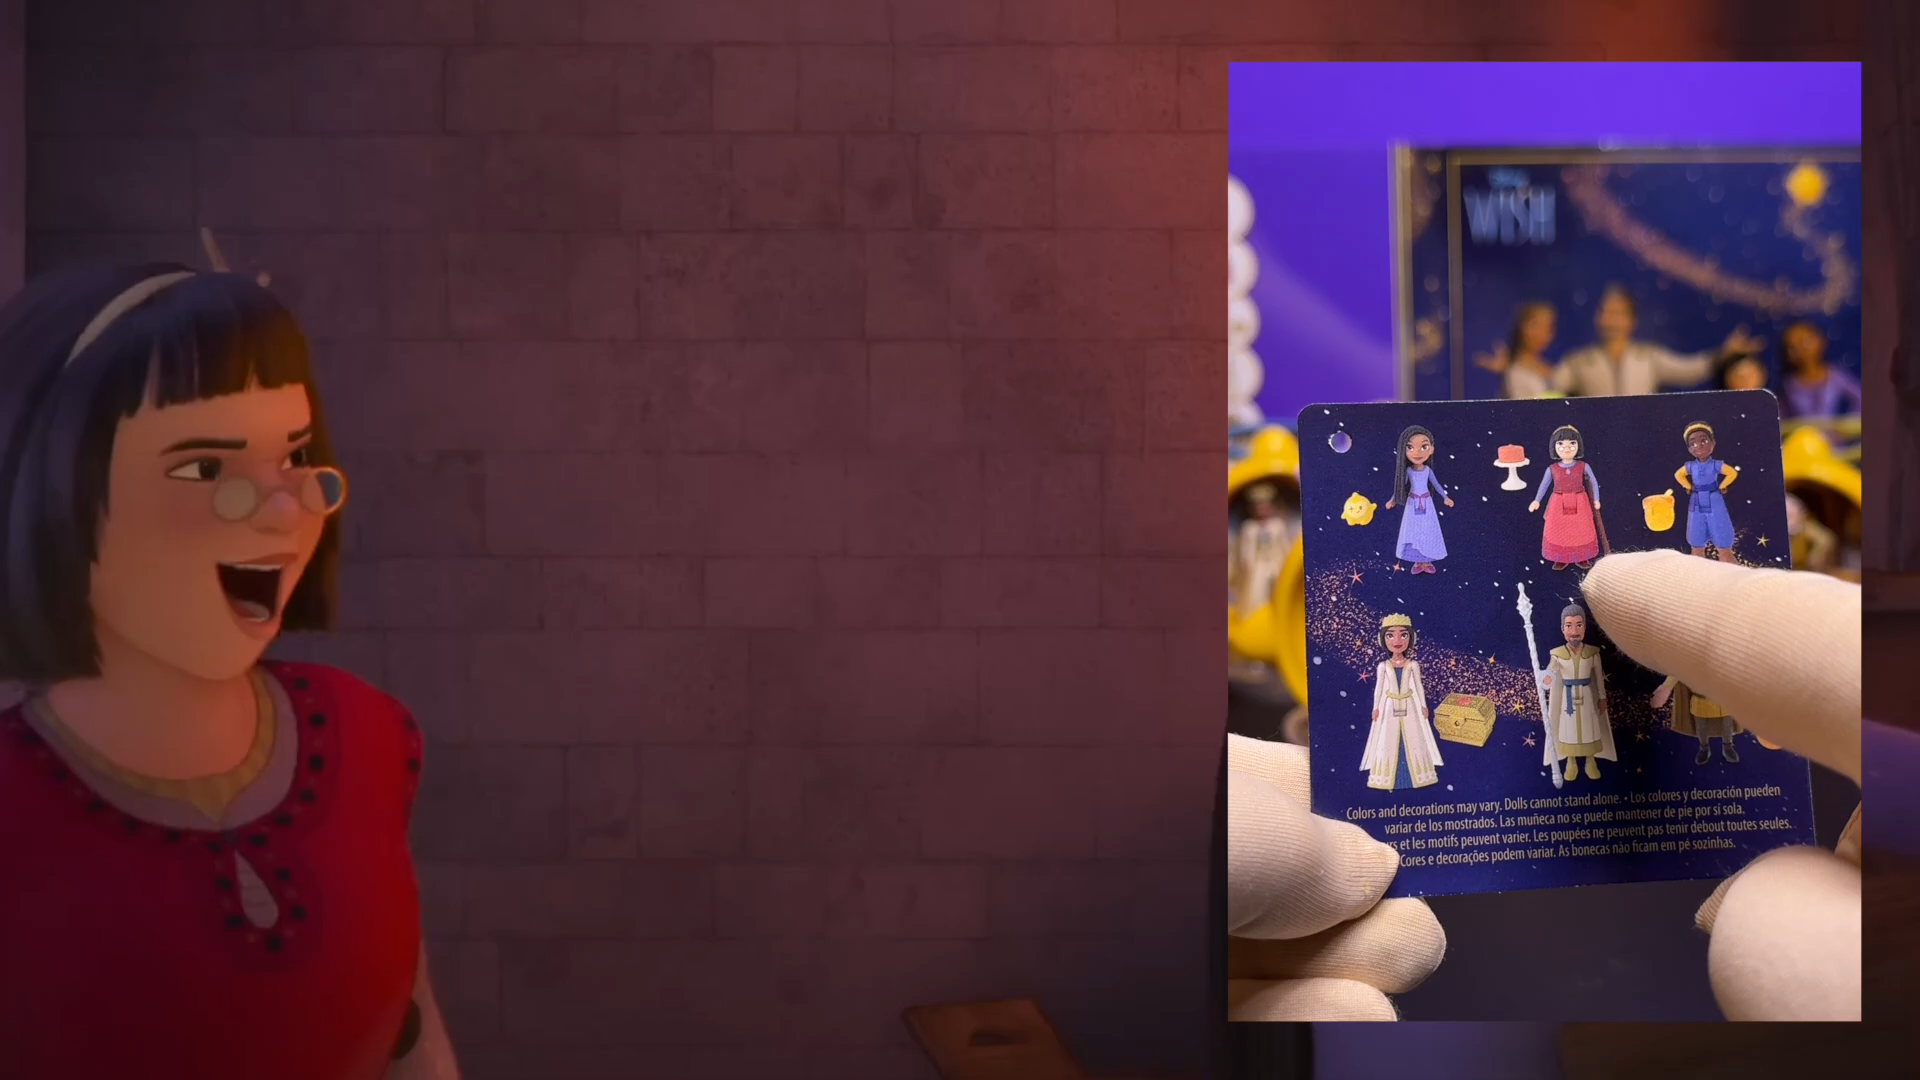 Disney
WISH
Colors and decorations may vary. Dolls cannot stand alone. • Los colores y decoración pueden
variar de los mostrados. Las muñeca no se puede mantener de pie por sí sola.
et les motifs peuvent varier. Les poupées ne peuvent pas tenir debout toutes seules.
Cores e decorações podem variar. As bonecas não ficam em pé sozinhas.